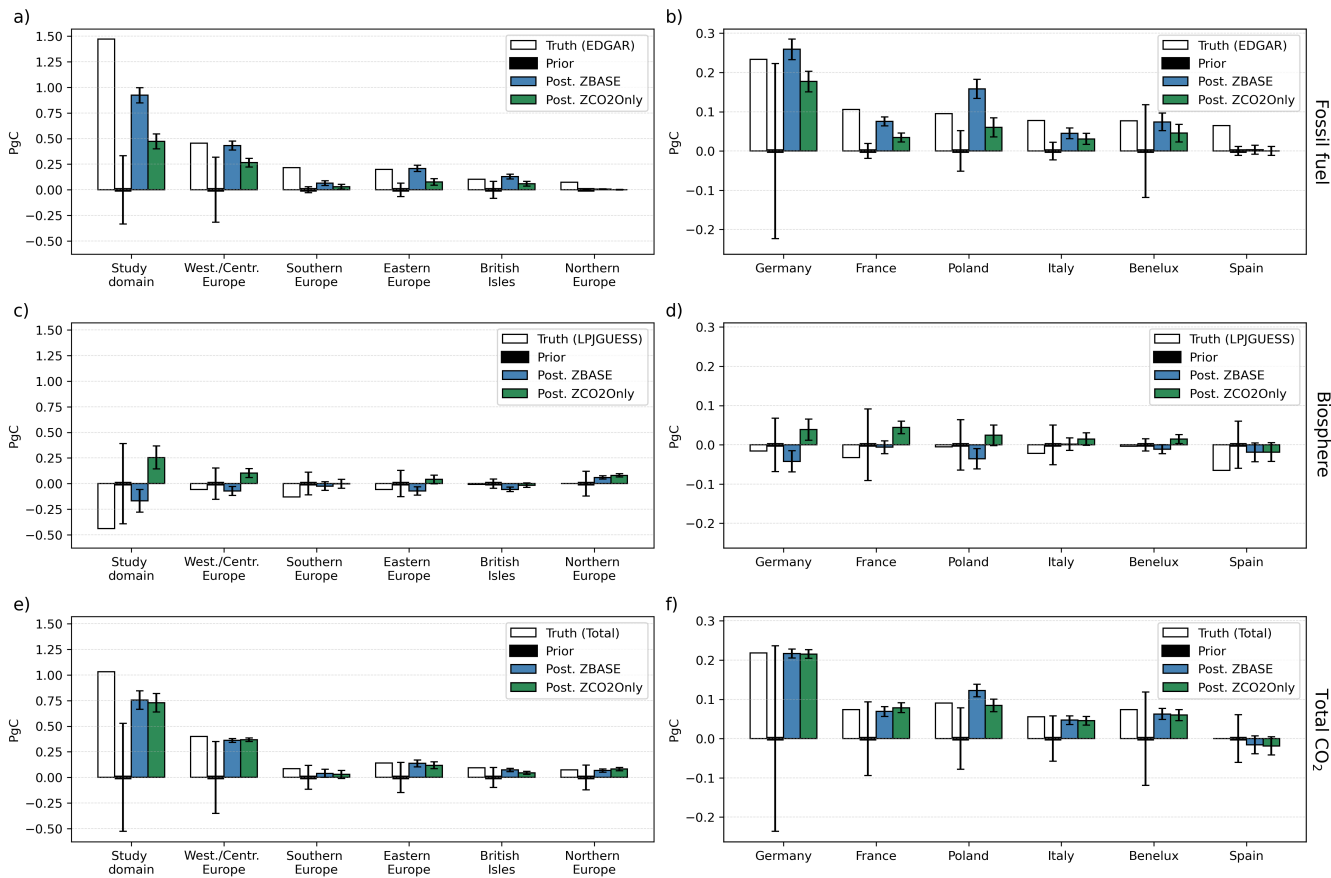 a)
1.50
1.25
1.00
0.75
0.50
0.25
0.00
−0.25
−0.50
PgC
Truth (EDGAR)
Prior
Post. ZBASE
Post. ZCO2Only
Study
domain
West./Centr.
Europe
Southern
Europe
Eastern
Europe
British
Isles
Northern
Europe
b)
0.3
0.2
0.1
0.0
−0.1
−0.2
PgC
Truth (EDGAR)
Prior
Post. ZBASE
Post. ZCO2Only
Germany
France
Poland
Italy
Benelux
Spain
Fossil fuel
c)
1.50
1.25
1.00
0.75
0.50
0.25
0.00
−0.25
−0.50
PgC
Truth (LPJGUESS)
Prior
Post. ZBASE
Post. ZCO2Only
Study
domain
West./Centr.
Europe
Southern
Europe
Eastern
Europe
British
Isles
Northern
Europe
d)
0.3
0.2
0.1
0.0
−0.1
−0.2
PgC
Truth (LPJGUESS)
Prior
Post. ZBASE
Post. ZCO2Only
Germany
France
Poland
Italy
Benelux
Spain
Biosphere
e)
1.50
1.25
1.00
0.75
0.50
0.25
0.00
−0.25
−0.50
PgC
Truth (Total)
Prior
Post. ZBASE
Post. ZCO2Only
Study
domain
West./Centr.
Europe
Southern
Europe
Eastern
Europe
British
Isles
Northern
Europe
f)
0.3
0.2
0.1
0.0
−0.1
−0.2
PgC
Truth (Total)
Prior
Post. ZBASE
Post. ZCO2Only
Germany
France
Poland
Italy
Benelux
Spain
Total CO₂